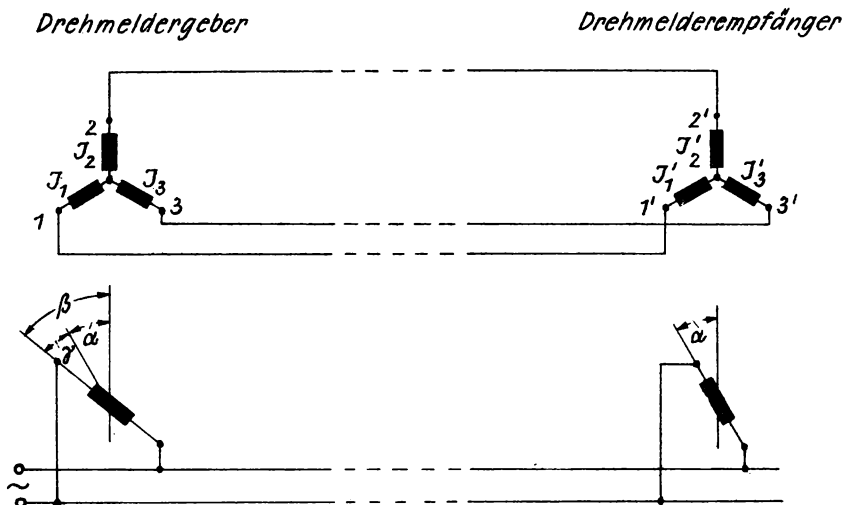 Drehmeldergeber
Drehmelderempfänger
2
J₂
J₁
J₃
1
3
2'
J'₂
J'₁
J'₃
1'
3'
β
γ
α
α
~